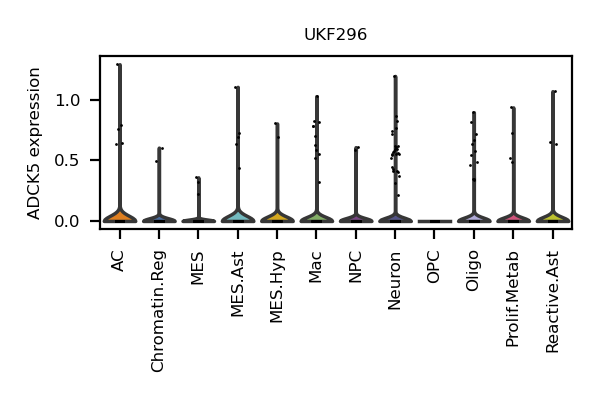 UKF296
ADCK5 expression
1.0
0.5
0.0
AC
Chromatin.Reg
MES
MES.Ast
MES.Hyp
Mac
NPC
Neuron
OPC
Oligo
Prolif.Metab
Reactive.Ast